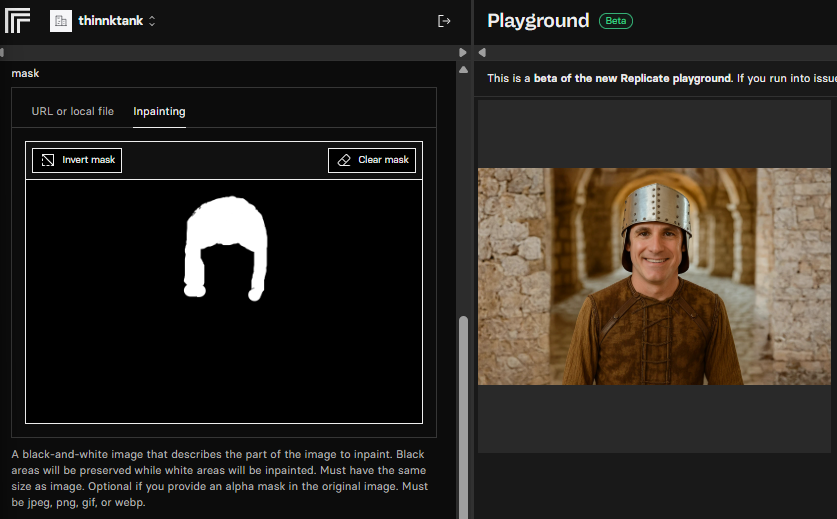 thinnktank
Playground
Beta
mask
This is a beta of the new Replicate playground. If you run into issue
URL or local file
Inpainting
Invert mask
Clear mask
A black-and-white image that describes the part of the image to inpaint. Black
areas will be preserved while white areas will be inpainted. Must have the same
size as image. Optional if you provide an alpha mask in the original image. Must
be jpeg, png, gif, or webp.